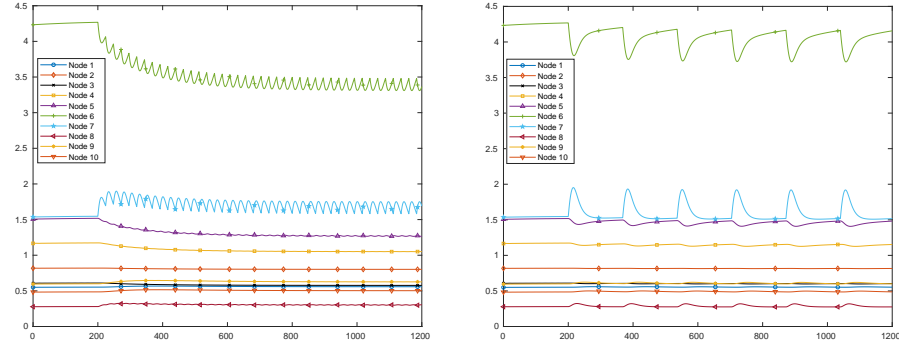 4.5
4
3.5
3
2.5
2
1.5
1
0.5
0
0 200 400 600 800 1000 1200
Node 1
Node 2
Node 3
Node 4
Node 5
Node 6
Node 7
Node 8
Node 9
Node 10
4.5
4
3.5
3
2.5
2
1.5
1
0.5
0
0 200 400 600 800 1000 1200
Node 1
Node 2
Node 3
Node 4
Node 5
Node 6
Node 7
Node 8
Node 9
Node 10